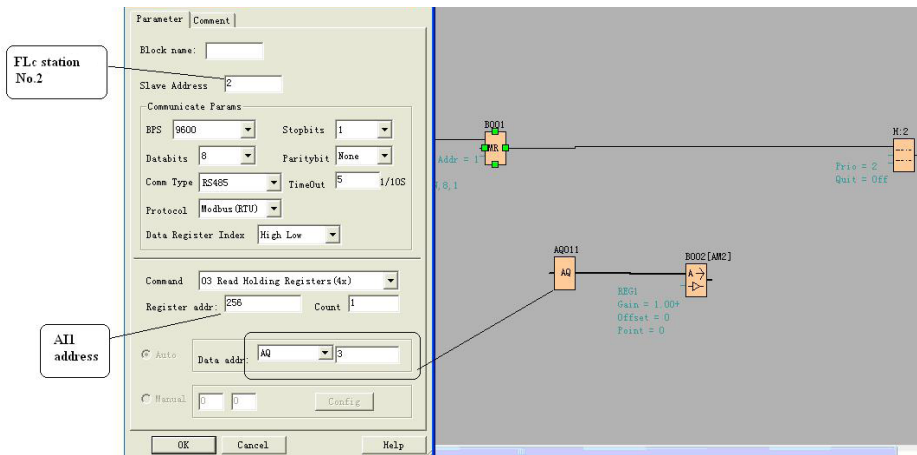 Parameter Comment
Block name:
FLc station
No.2
Slave Address 2
Communicate Params
BPS 9600 Stopbits 1
Databits 8 Paritybit None
Comm Type RS485 TimeOut 5 1/10S
Protocol Modbus(RTU)
Data Register Index High Low
Command 03 Read Holding Registers(4x)
Register addr: 256 Count 1
AI1
address
Auto Data addr: AQ 3
Manual 0 0 Config
OK Cancel Help
B001
MR
Addr = 1
,8,1
H:2
Prio = 2
Quit = Off
AQ011
AQ
B002[AM2]
A→
REG1
Gain = 1.00+
Offset = 0
Point = 0